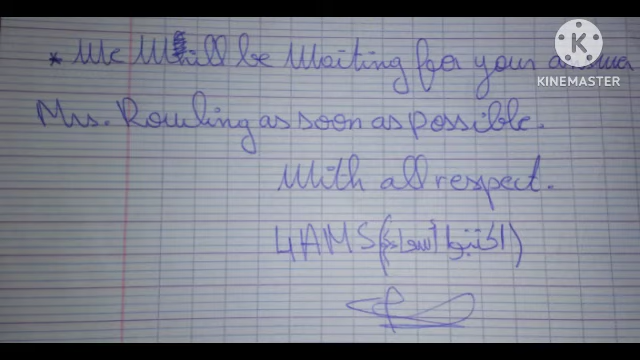 * We Will be Waiting for your answer
Mrs. Rowling as soon as possible.
With all respect.
4AMS (اكتبوا أسماءكم)
KINEMASTER